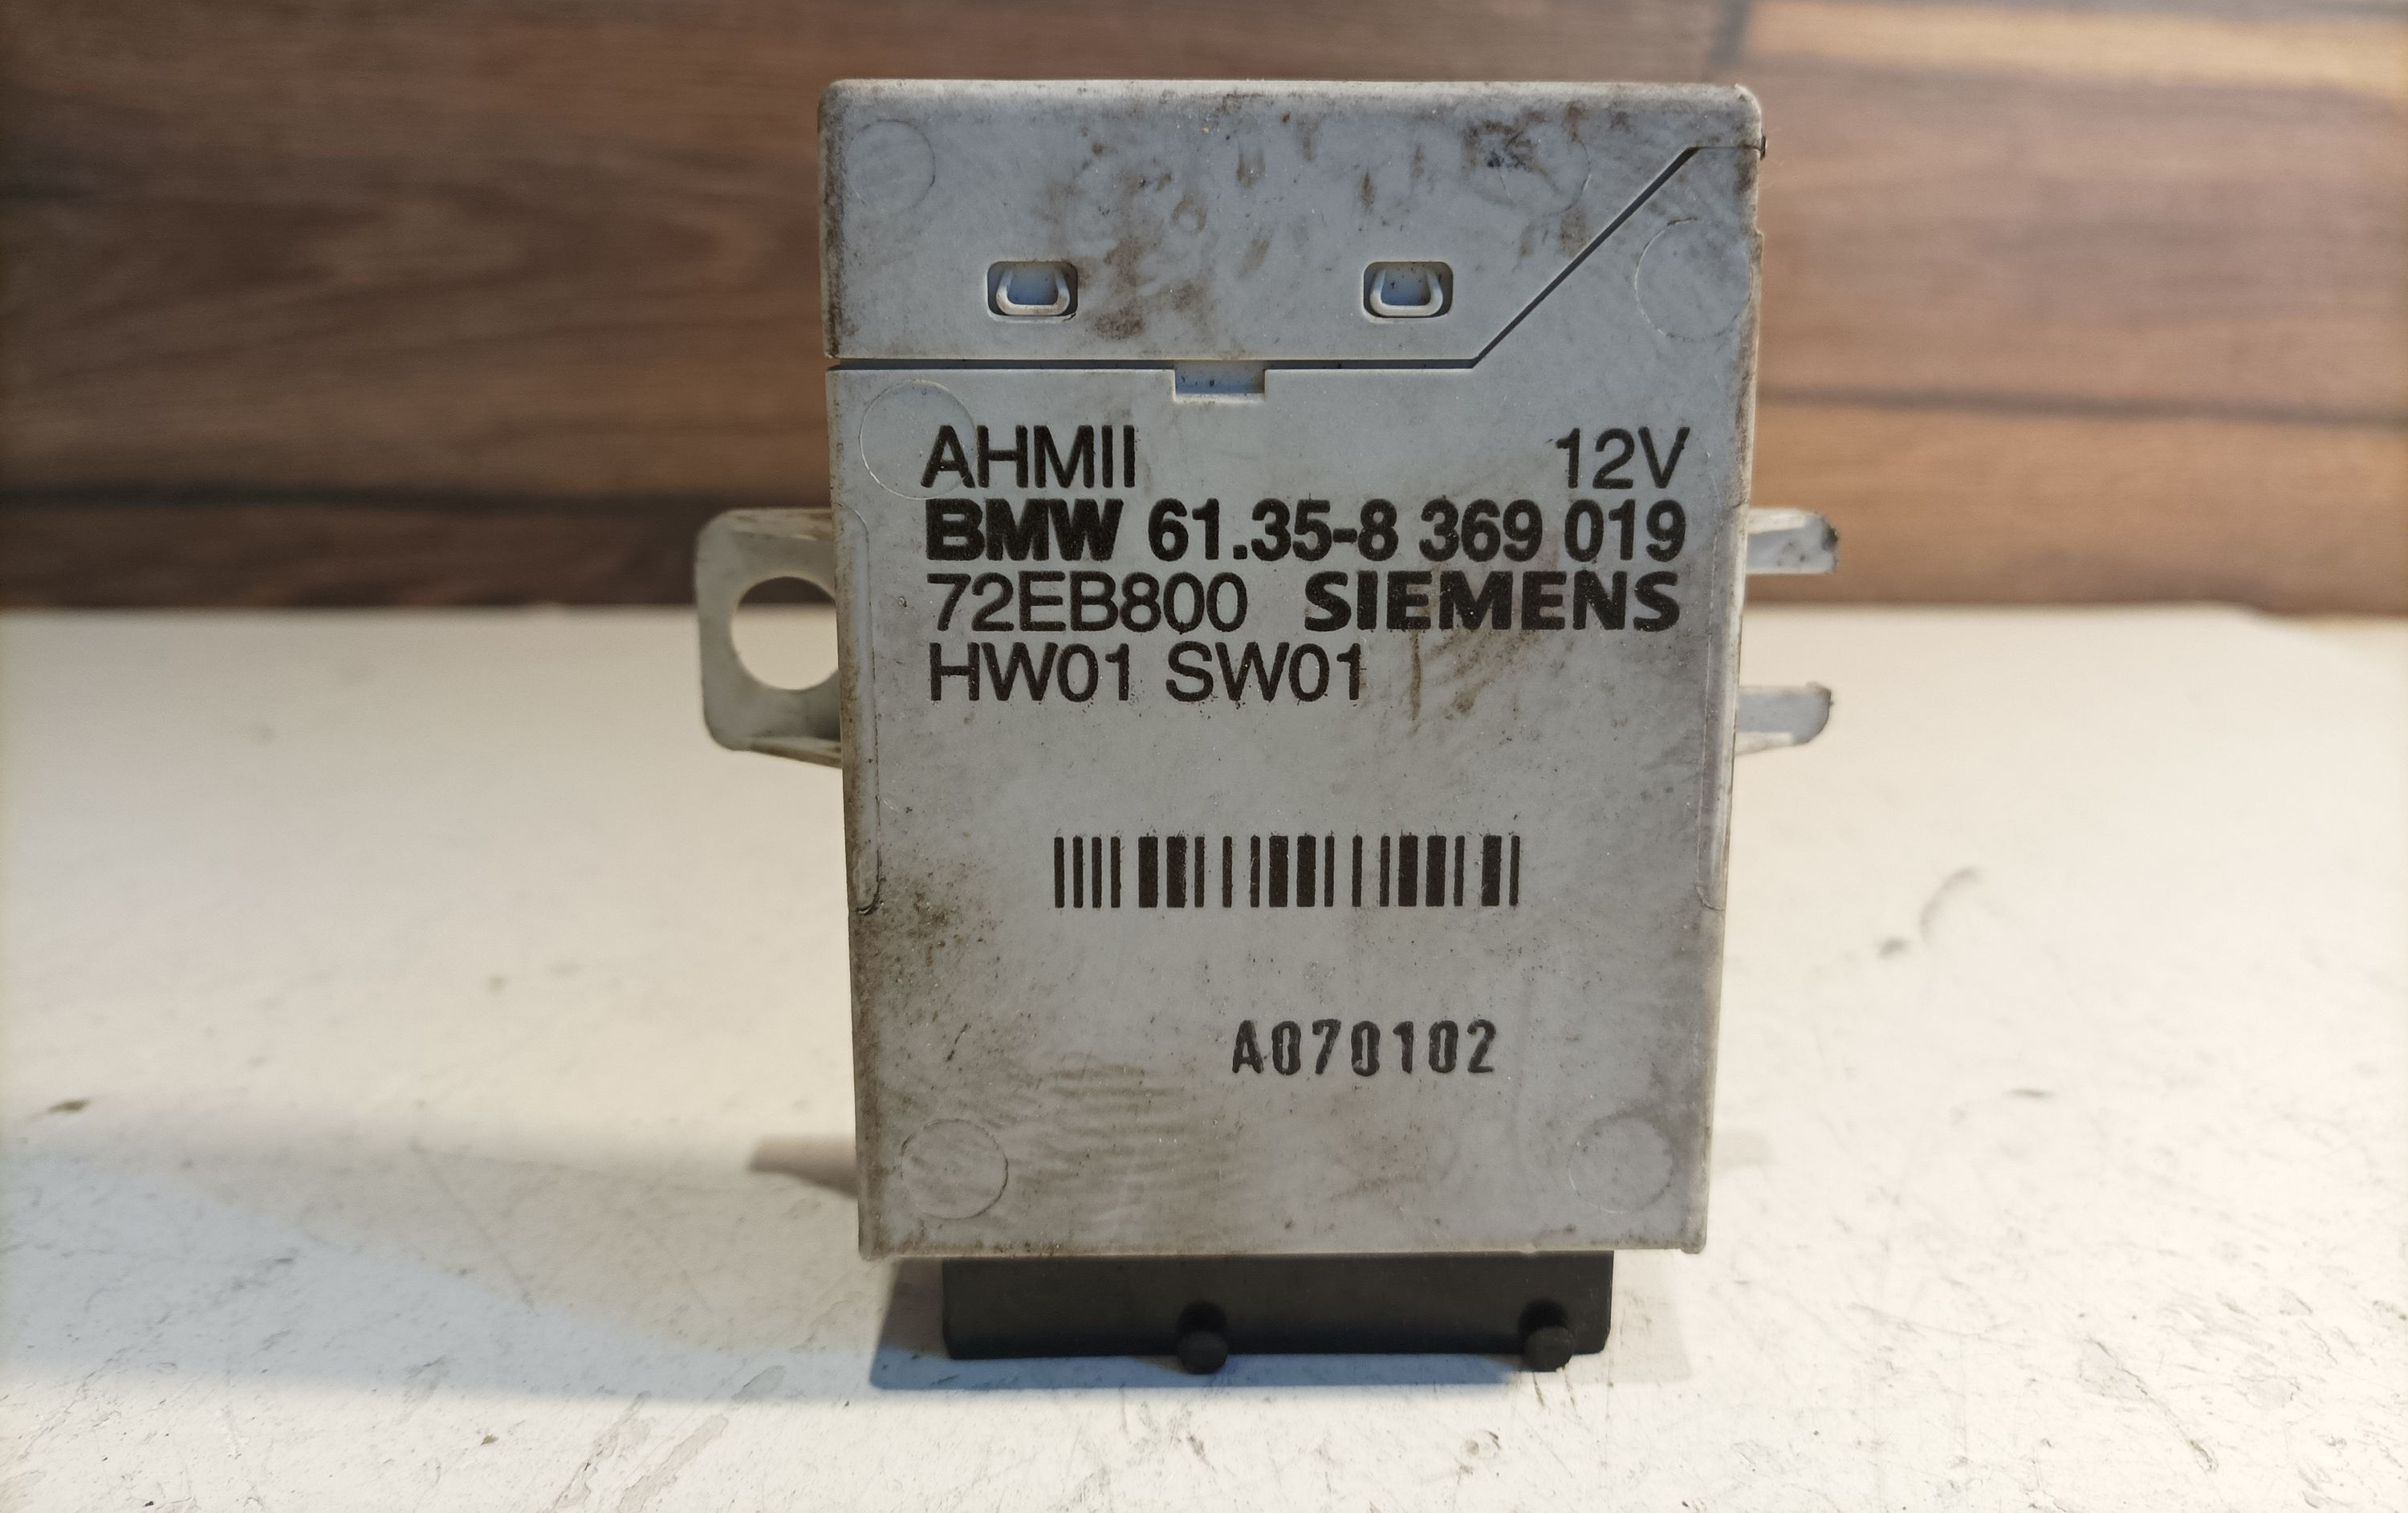 AHMII 12V
BMW 61.35-8 369 019
72EB800 SIEMENS
HW01 SW01
A070102